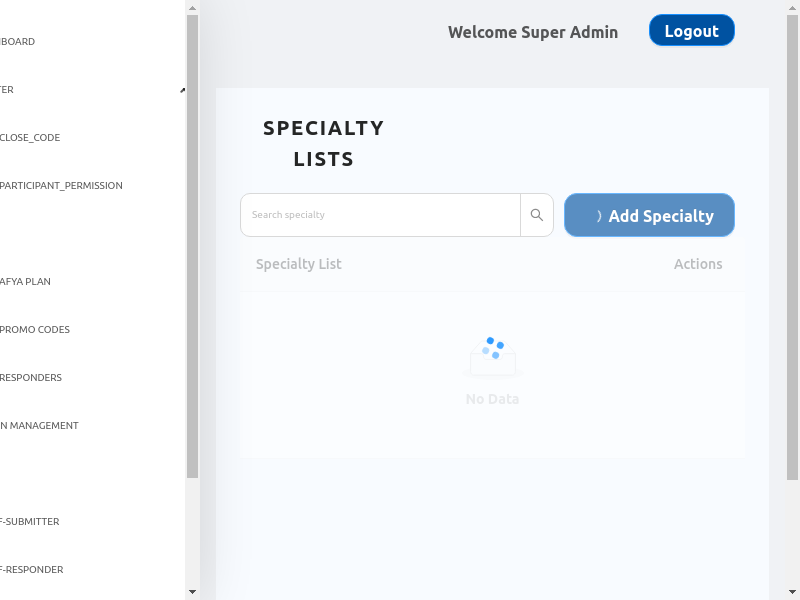 Welcome Super Admin
Logout
BOARD
TER
CLOSE_CODE
PARTICIPANT_PERMISSION
AFYA PLAN
PROMO CODES
RESPONDERS
N MANAGEMENT
F-SUBMITTER
F-RESPONDER
SPECIALTY
LISTS
Search specialty
Add Specialty
Specialty List
Actions
No Data